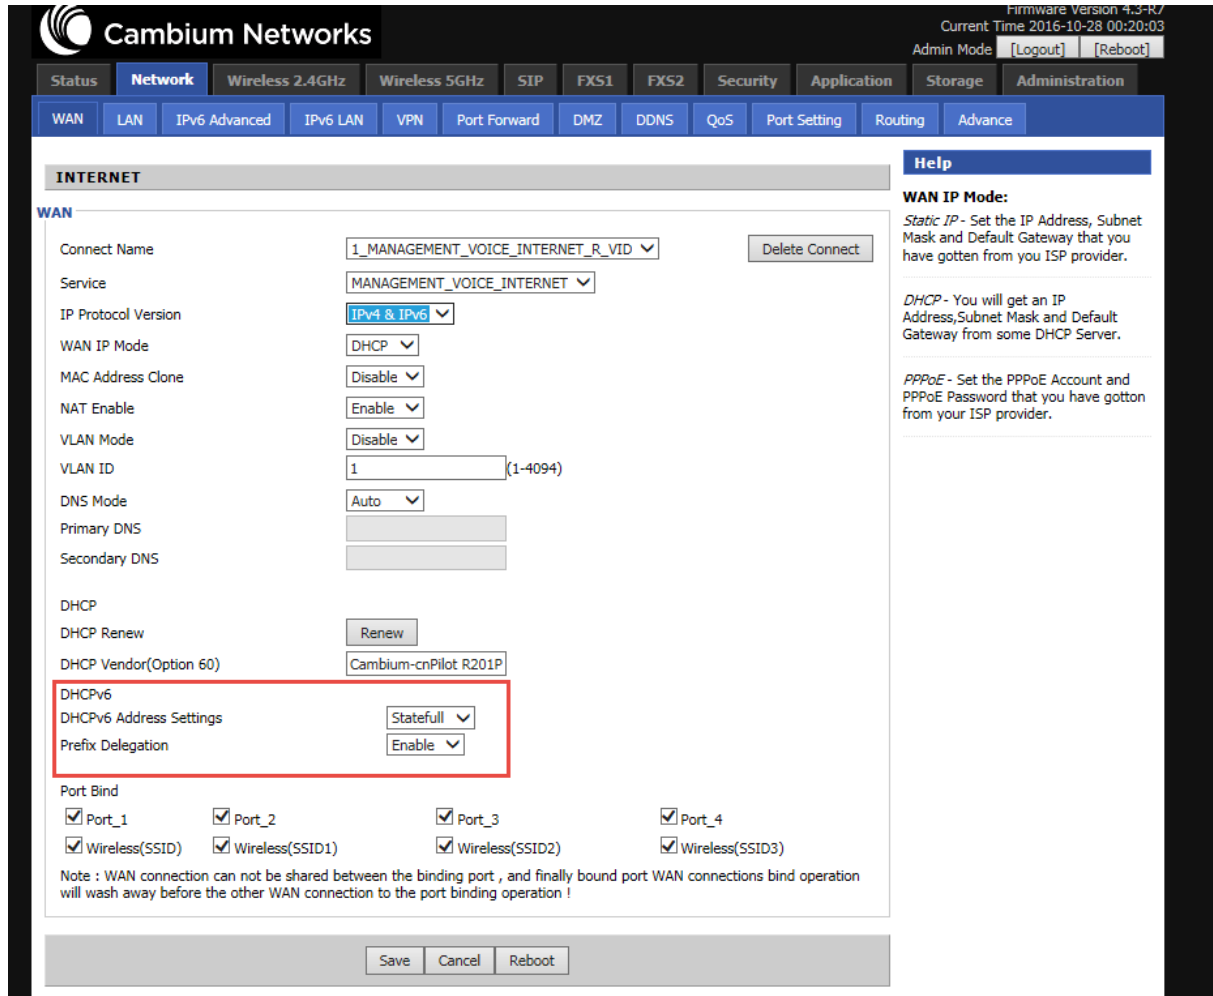 Firmware Version 4.3-R7
Current Time 2016-10-28 00:20:03
Cambium Networks
Admin Mode [Logout] [Reboot]
Status Network Wireless 2.4GHz Wireless 5GHz SIP FXS1 FXS2 Security Application Storage Administration
WAN LAN IPv6 Advanced IPv6 LAN VPN Port Forward DMZ DDNS QoS Port Setting Routing Advance
INTERNET
WAN
Connect Name 1_MANAGEMENT_VOICE_INTERNET_R_VID Delete Connect
Service MANAGEMENT_VOICE_INTERNET
IP Protocol Version IPv4 & IPv6
WAN IP Mode DHCP
MAC Address Clone Disable
NAT Enable Enable
VLAN Mode Disable
VLAN ID 1 (1-4094)
DNS Mode Auto
Primary DNS
Secondary DNS
DHCP
DHCP Renew Renew
DHCP Vendor(Option 60) Cambium-cnPilot R201P
DHCPv6
DHCPv6 Address Settings Statefull
Prefix Delegation Enable
Port Bind
Port_1 Port_2 Port_3 Port_4
Wireless(SSID) Wireless(SSID1) Wireless(SSID2) Wireless(SSID3)
Note : WAN connection can not be shared between the binding port , and finally bound port WAN connections bind operation
will wash away before the other WAN connection to the port binding operation !
Save Cancel Reboot
Help
WAN IP Mode:
Static IP - Set the IP Address, Subnet
Mask and Default Gateway that you
have gotten from you ISP provider.
DHCP - You will get an IP
Address,Subnet Mask and Default
Gateway from some DHCP Server.
PPPoE - Set the PPPoE Account and
PPPoE Password that you have gotton
from your ISP provider.